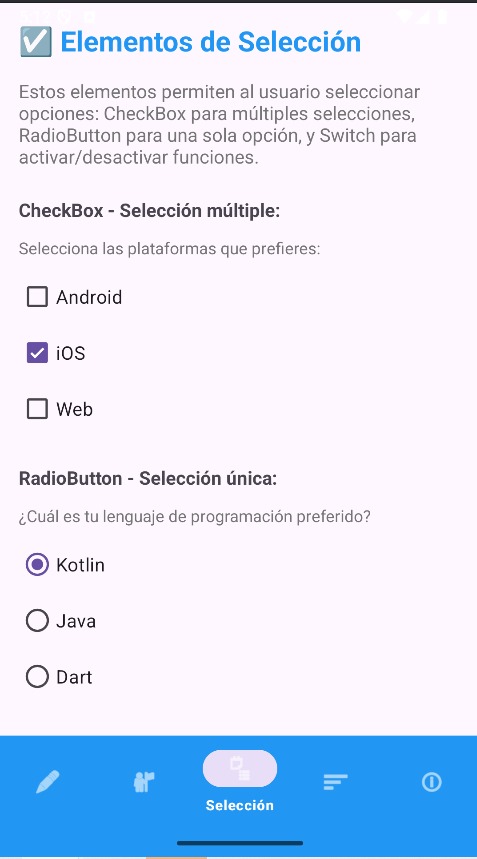 Elementos de Selección
Estos elementos permiten al usuario seleccionar
opciones: CheckBox para múltiples selecciones,
RadioButton para una sola opción, y Switch para
activar/desactivar funciones.
CheckBox - Selección múltiple:
Selecciona las plataformas que prefieres:
Android
iOS
Web
RadioButton - Selección única:
¿Cuál es tu lenguaje de programación preferido?
Kotlin
Java
Dart
Selección